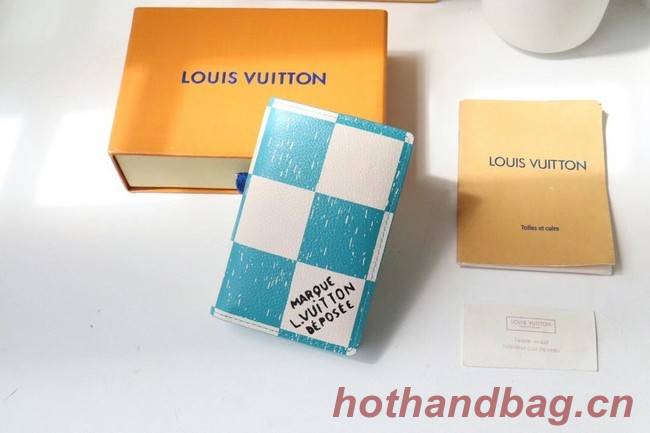 LOUIS VUITTON
LOUIS VUITTON
Toiles et cuirs
MARQUE
L.VUITTON
DÉPOSÉE
LOUIS VUITTON
hothandbag.cn